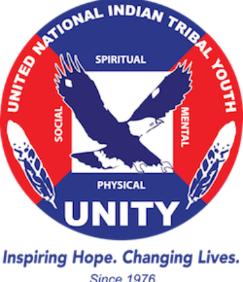 UNITED NATIONAL INDIAN TRIBAL YOUTH
SPIRITUAL
SOCIAL
MENTAL
PHYSICAL
UNITY
Inspiring Hope. Changing Lives.
Since 1976